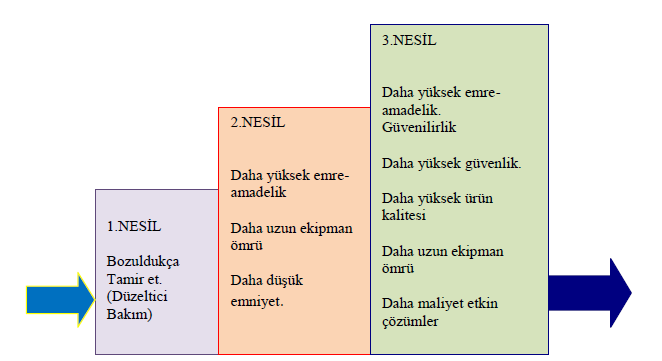 1.NESİL
Bozuldukça
Tamir et.
(Düzeltici
Bakım)
2.NESİL
Daha yüksek emre-
amadelik
Daha uzun ekipman
ömrü
Daha düşük
emniyet.
3.NESİL
Daha yüksek emre-
amadelik.
Güvenilirlik
Daha yüksek güvenlik.
Daha yüksek ürün
kalitesi
Daha uzun ekipman
ömrü
Daha maliyet etkin
çözümler